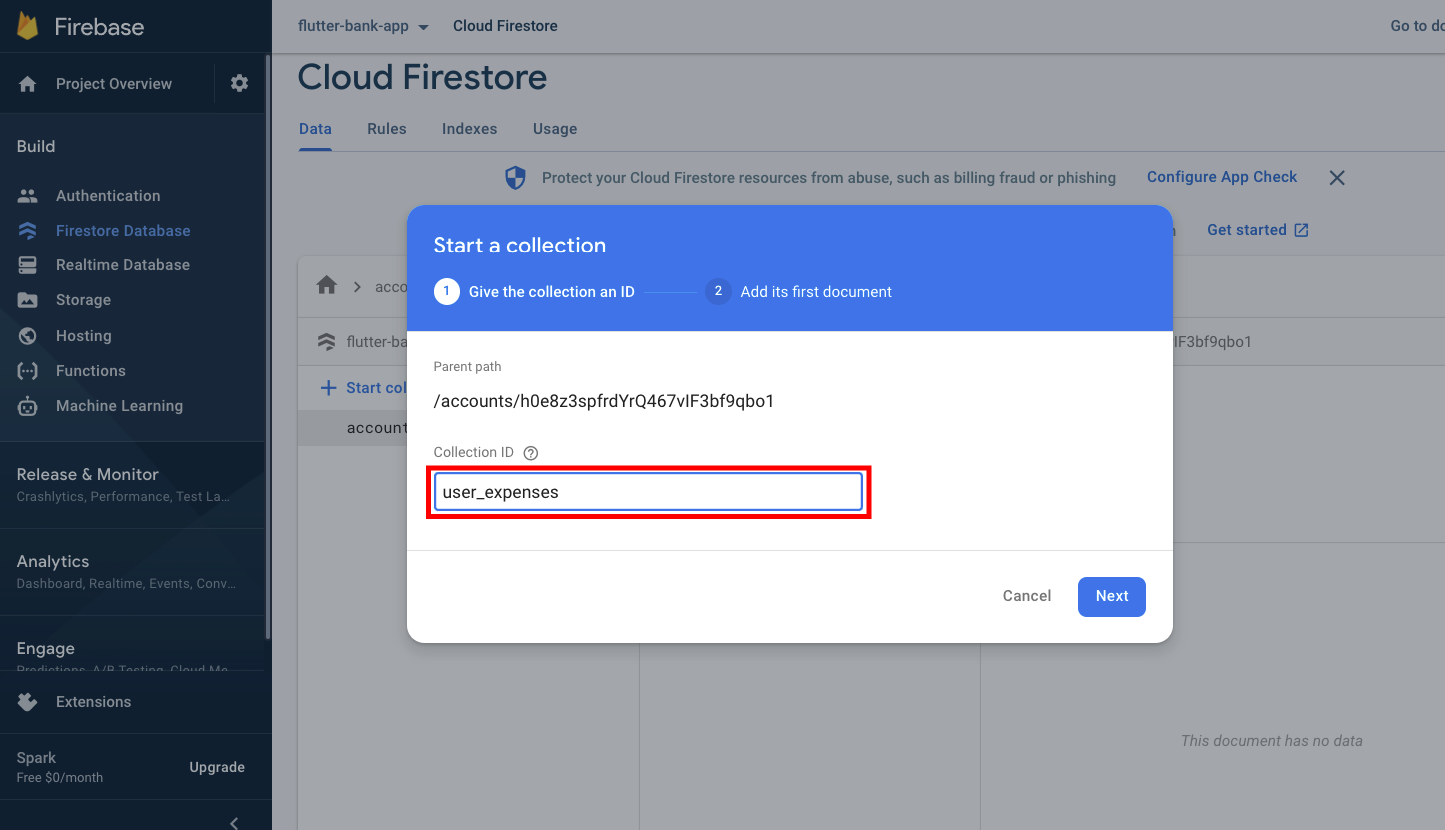 Firebase
flutter-bank-app
Cloud Firestore
Go to do
Project Overview
Cloud Firestore
Data
Rules
Indexes
Usage
Build
Protect your Cloud Firestore resources from abuse, such as billing fraud or phishing
Configure App Check
Authentication
Firestore Database
Get started
Realtime Database
Storage
Hosting
Functions
Machine Learning
Start a collection
1 Give the collection an ID
2 Add its first document
acco
flutter-ba
IF3bf9qbo1
Start col
account
Parent path
/accounts/h0e8z3spfrdYrQ467vIF3bf9qbo1
Collection ID
user_expenses
Cancel
Next
Release & Monitor
Crashlytics, Performance, Test La...
Analytics
Dashboard, Realtime, Events, Conv...
Engage
Predictions, A/B Testing, Cloud Me
Extensions
Spark
Free $0/month
Upgrade
This document has no data